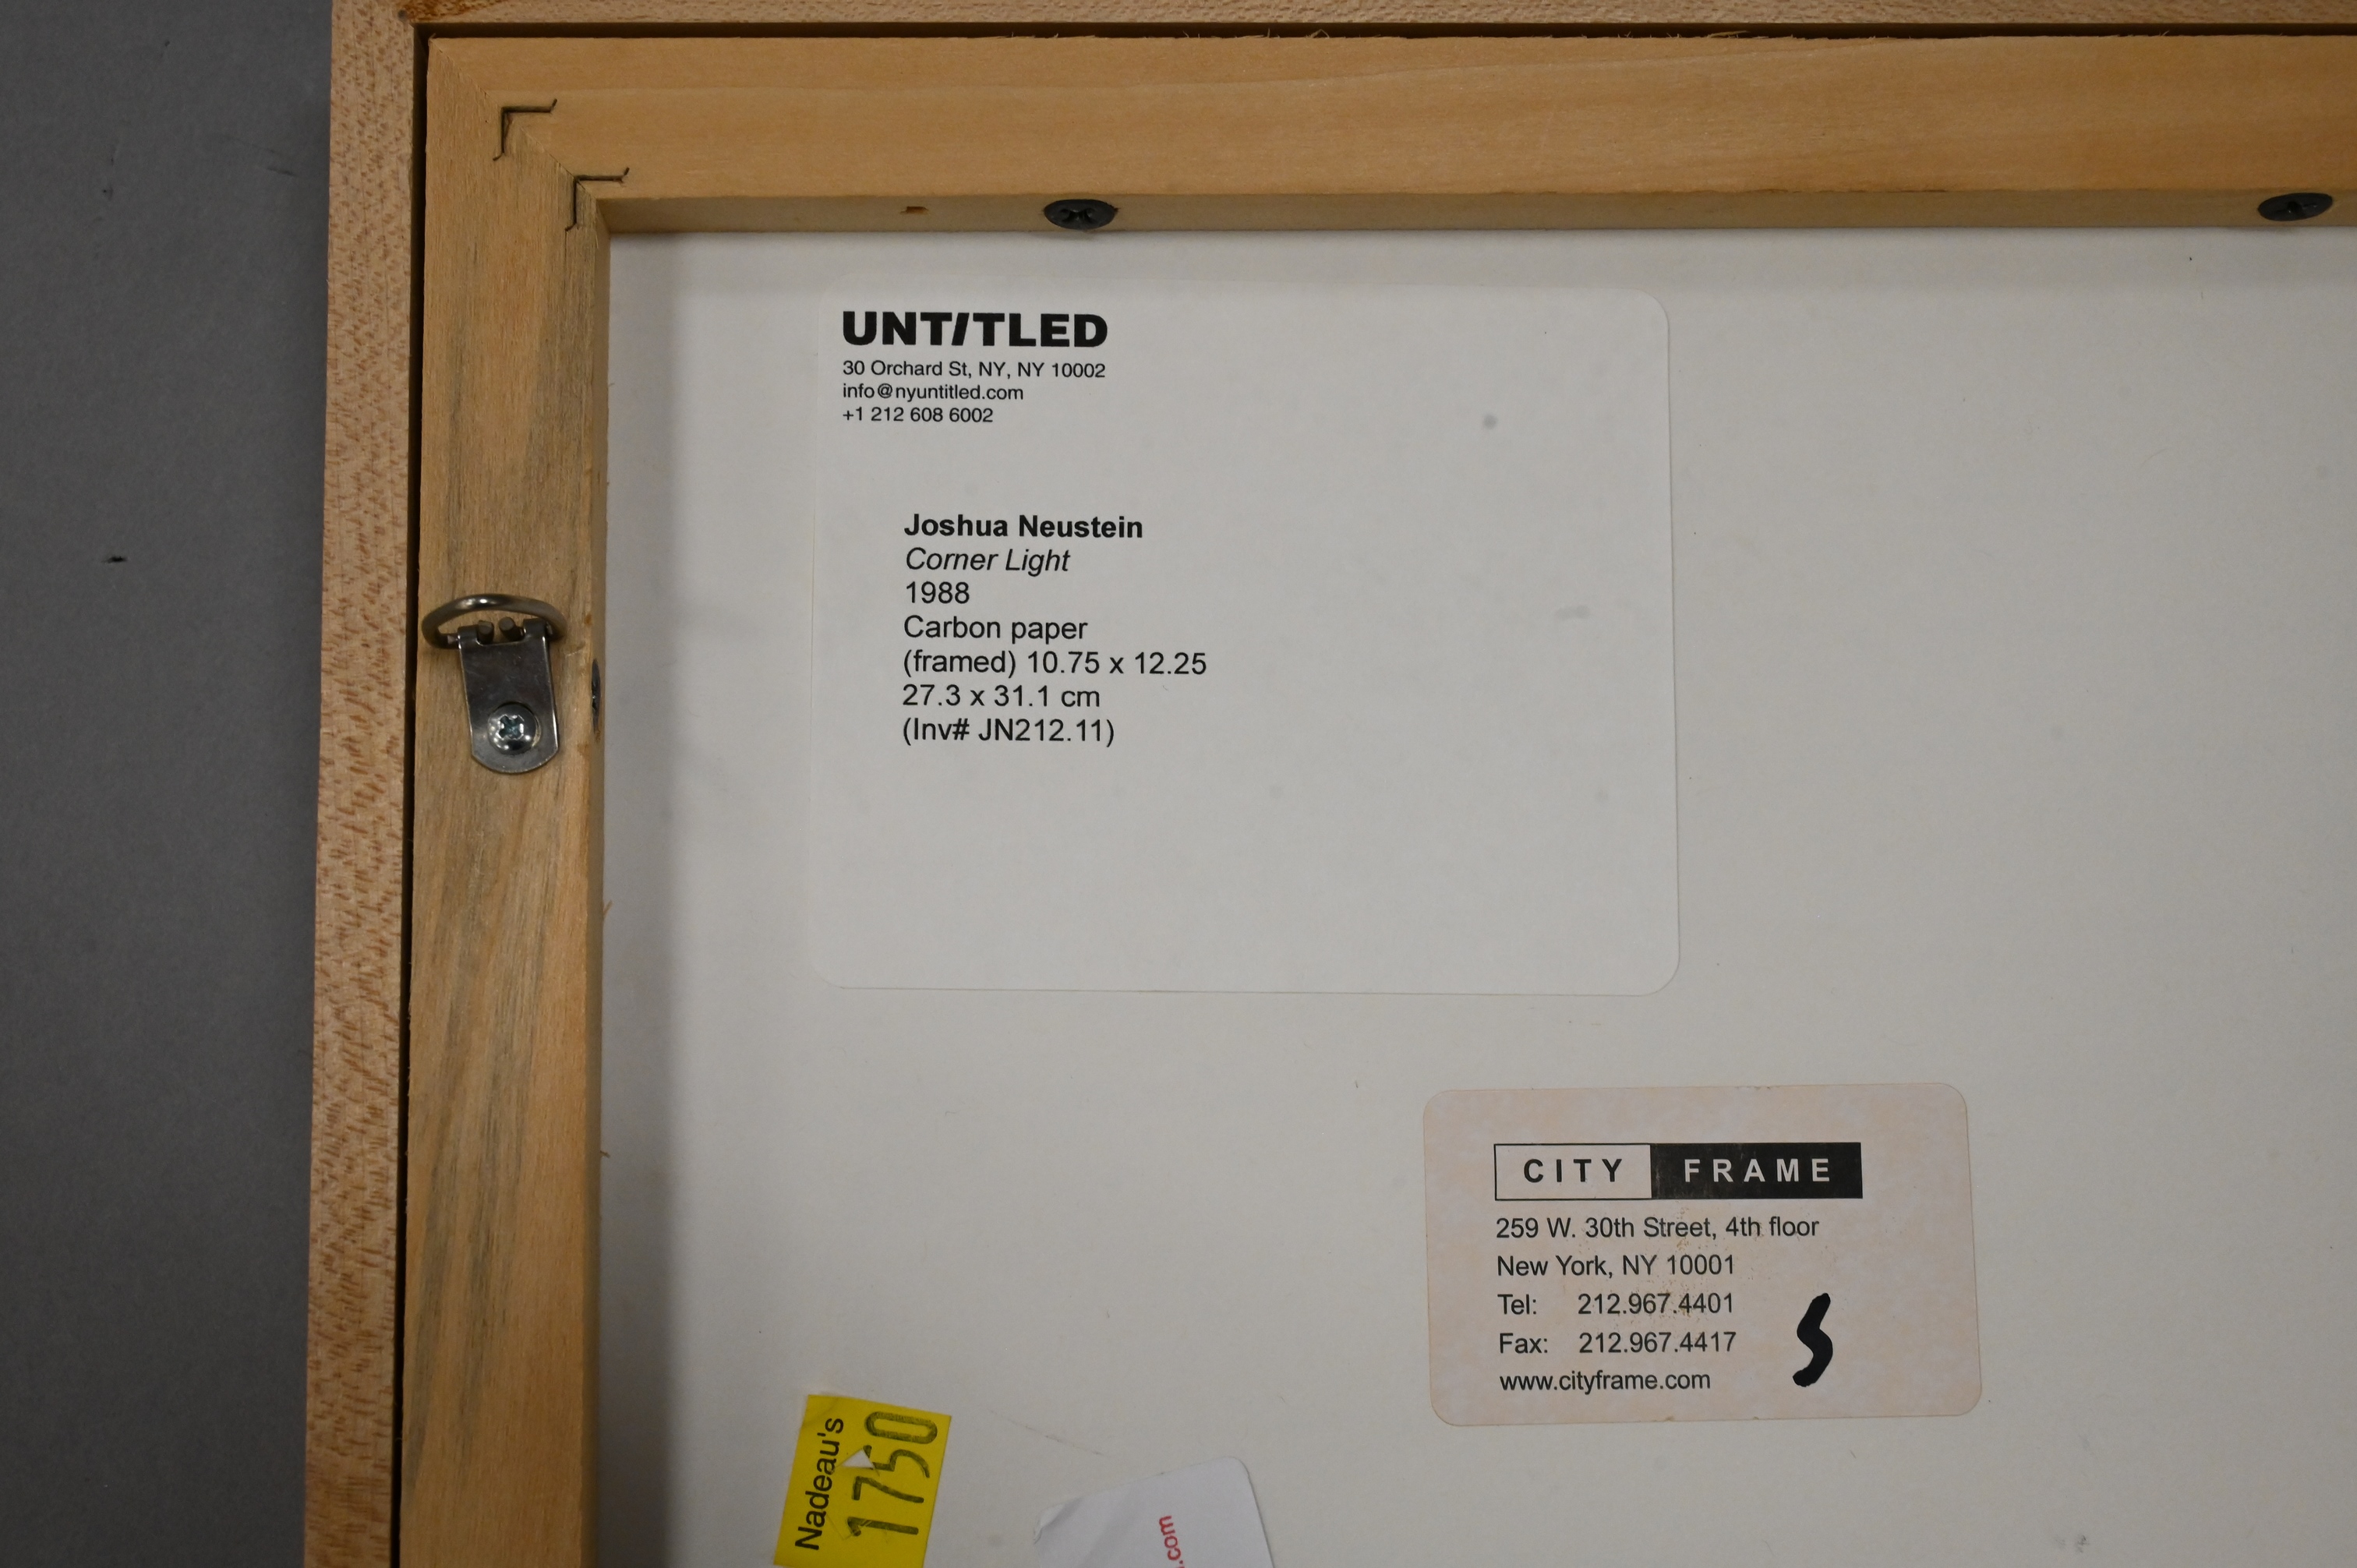 UNTITLED
30 Orchard St, NY, NY 10002
info@nyuntitled.com
+1 212 608 6002
Joshua Neustein
Corner Light
1988
Carbon paper
(framed) 10.75 x 12.25
27.3 x 31.1 cm
(Inv# JN212.11)
CITY FRAME
259 W. 30th Street, 4th floor
New York, NY 10001
Tel: 212.967.4401
Fax: 212.967.4417
www.cityframe.com
5
Nadeau's
1750
.com